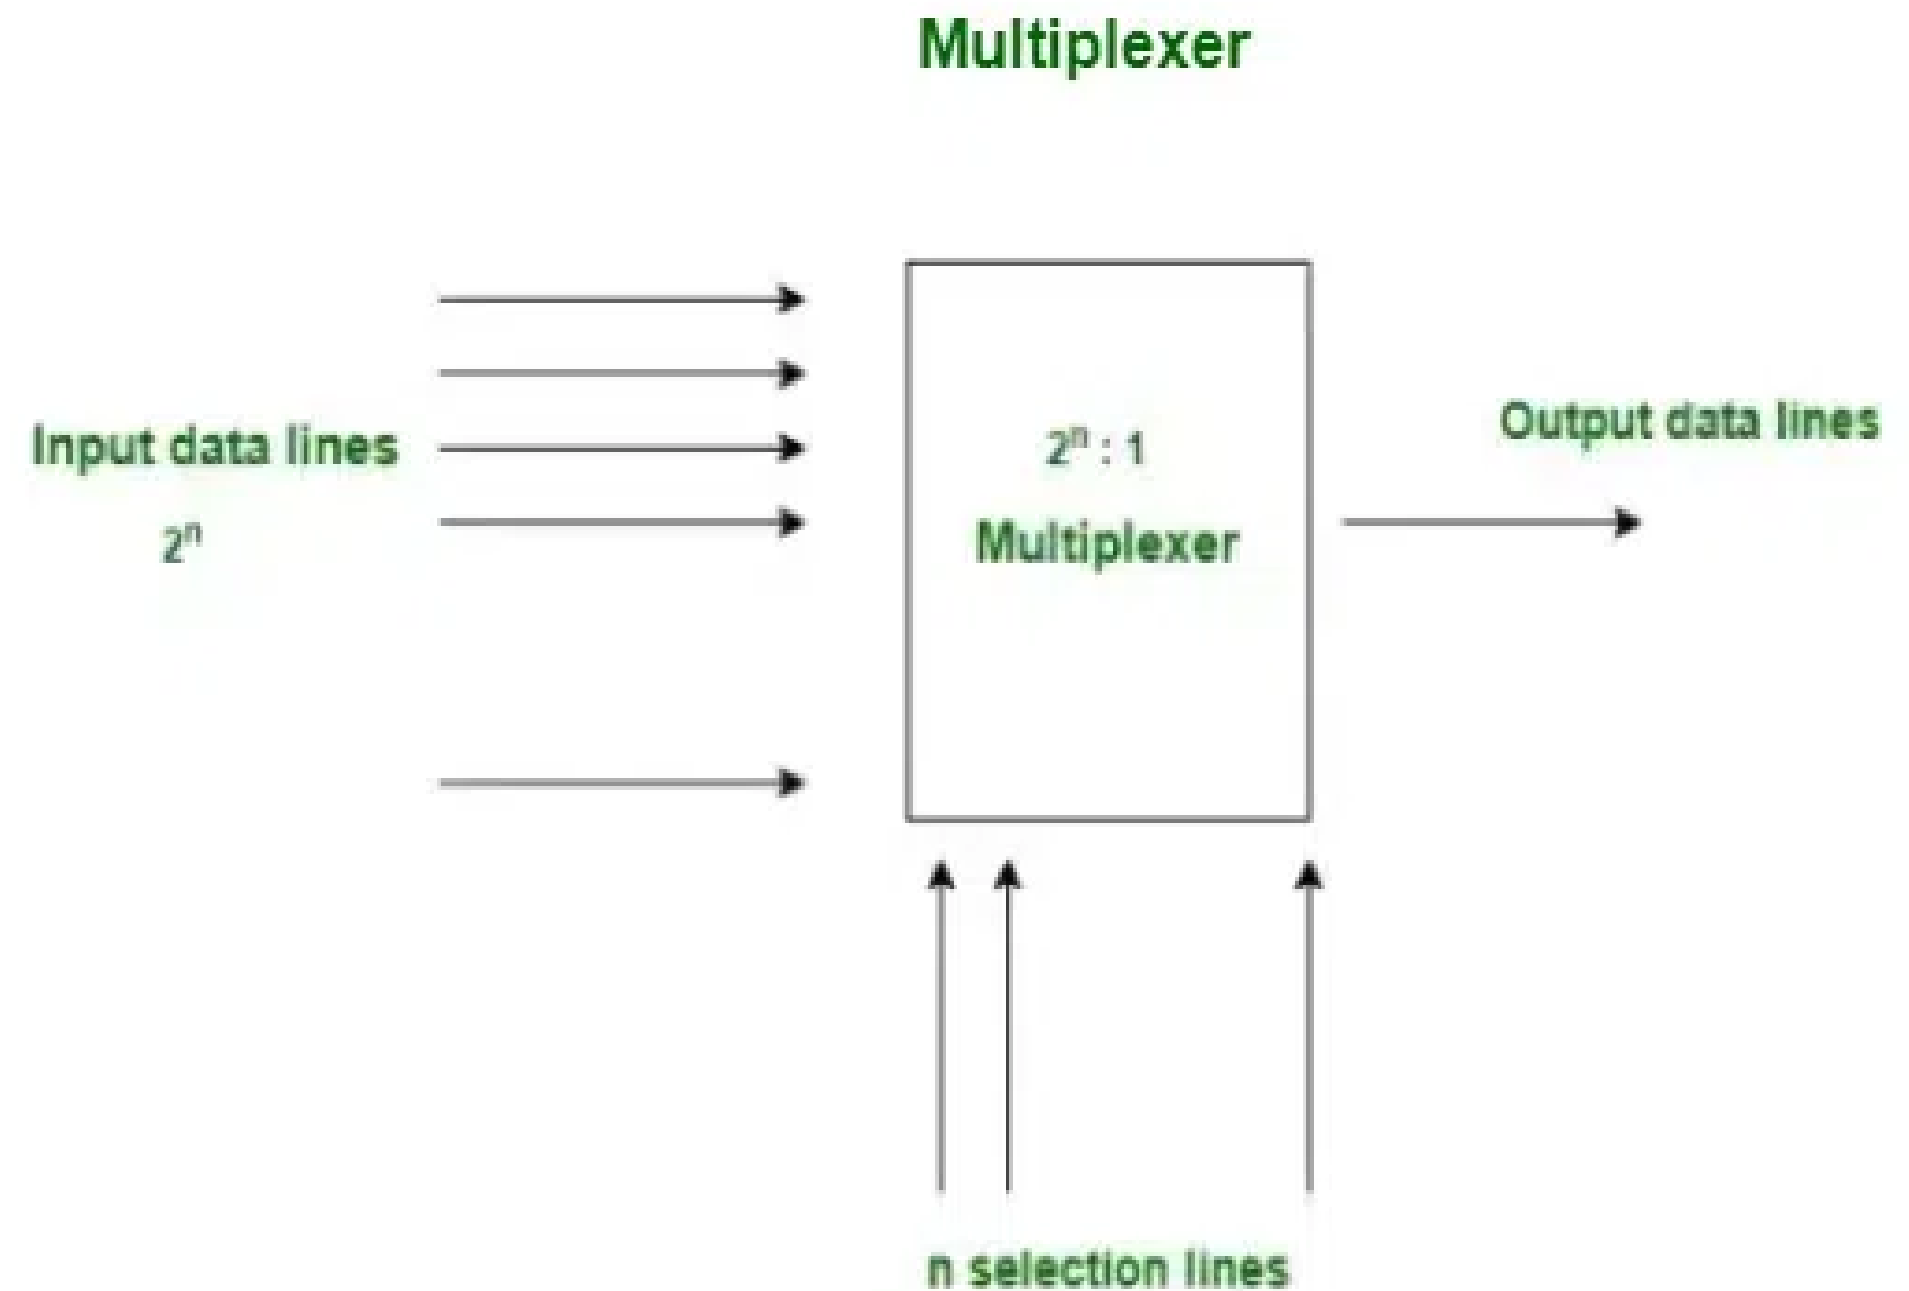 Multiplexer
Input data lines
2ⁿ
2ⁿ : 1
Multiplexer
Output data lines
n selection lines